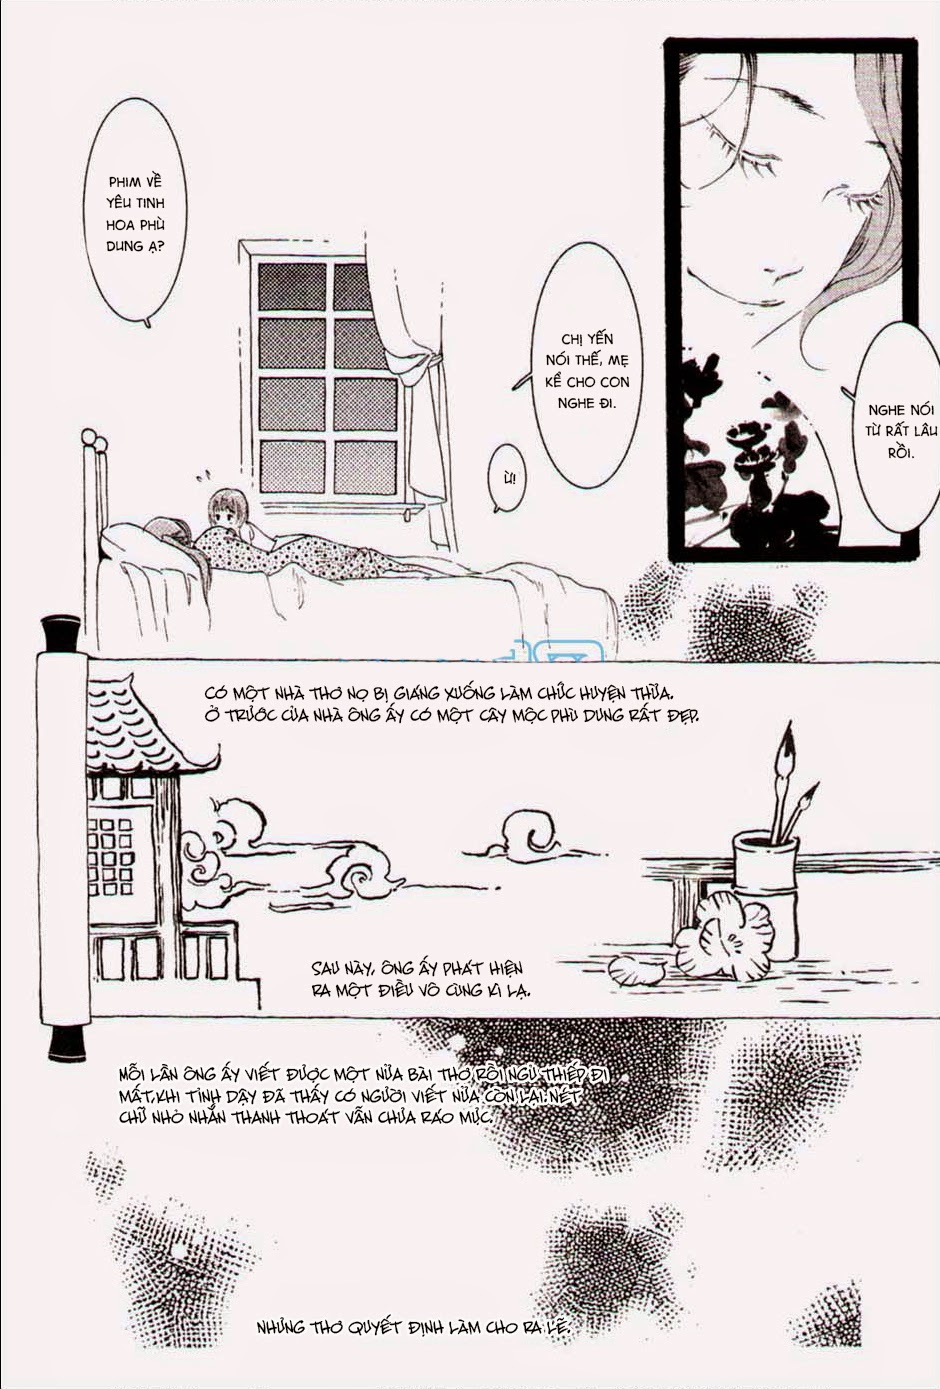 PHIM VỀ
YÊU TINH
HOA PHÙ
DUNG Ạ?
CHỊ YẾN
NÓI THẾ, MẸ
KỂ CHO CON
NGHE ĐI.
Ừ!
NGHE NÓI
TỪ RẤT LÂU
RỒI.
CÓ MỘT NHÀ THƠ NỌ BỊ GIÁNG XUỐNG LÀM CHỨC HUYỆN THỪA,
Ở TRƯỚC CỬA NHÀ ÔNG ẤY CÓ MỘT CÂY MỘC PHÙ DUNG RẤT ĐẸP.
SAU NÀY, ÔNG ẤY PHÁT HIỆN
RA MỘT ĐIỀU VÔ CÙNG KÌ LẠ.
MỖI LẦN ÔNG ẤY VIẾT ĐƯỢC MỘT NỬA BÀI THƠ RỒI NGỦ THIẾP ĐI
MẤT.KHI TỈNH DẬY ĐÃ THẤY CÓ NGƯỜI VIẾT NỬA CÒN LẠI.NÉT
CHỮ NHỎ NHẮN THANH THOÁT VẪN CHƯA RÁO MỰC.
NHƯNG THƠ QUYẾT ĐỊNH LÀM CHO RA LẼ.